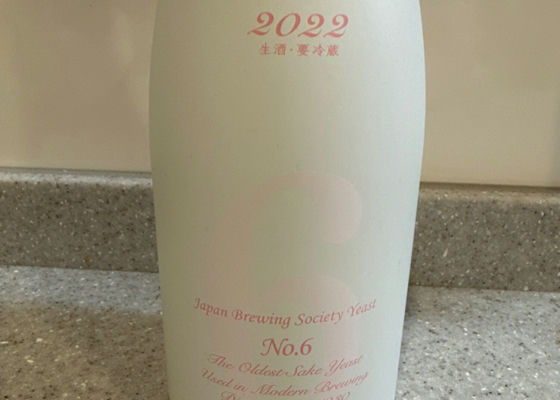 2022
生酒・要冷蔵
6
Japan Brewing Society Yeast
No.6
The Oldest Sake Yeast
Used in Modern Brewing